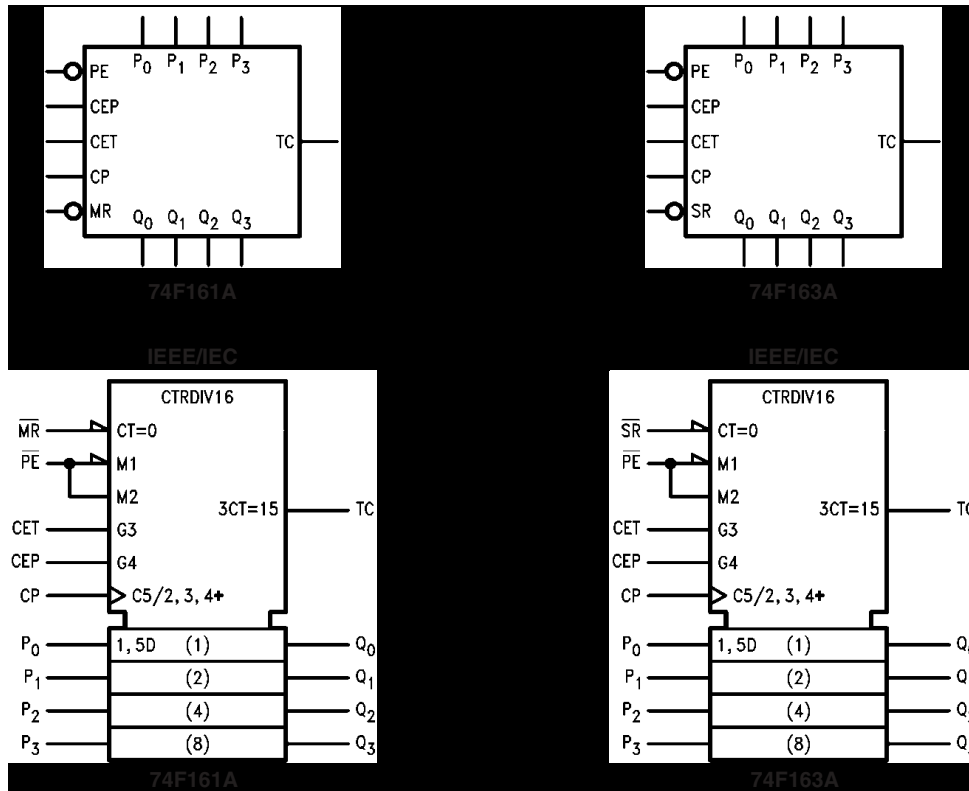 P0 P1 P2 P3
PE
CEP
CET
TC
CP
MR
Q0 Q1 Q2 Q3
74F161A
P0 P1 P2 P3
PE
CEP
CET
TC
CP
SR
Q0 Q1 Q2 Q3
74F163A
IEEE/IEC
CTRDIV16
MR CT=0
PE M1
M2
3CT=15 TC
CET G3
CEP G4
CP C5/2,3,4+
P0 1,5D (1) Q0
P1 (2) Q1
P2 (4) Q2
P3 (8) Q3
74F161A
IEEE/IEC
CTRDIV16
SR CT=0
PE M1
M2
3CT=15
CET G3
CEP G4
CP C5/2,3,4+
P0 1,5D (1) Q
P1 (2) Q
P2 (4) Q
P3 (8) Q
74F163A